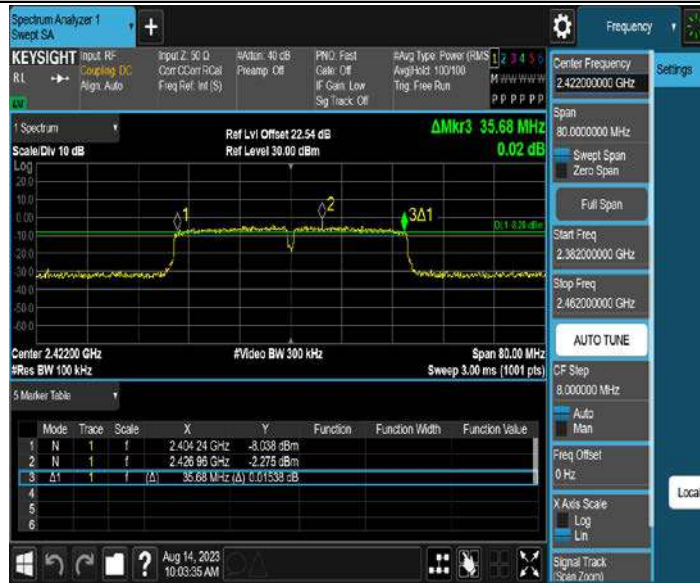 Spectrum Analyzer 1
Swept SA
Frequency
KEYSIGHT
RL
Input: RF
Coupling: DC
Align: Auto
Input Z: 50 Ω
Corr CCorr RCal
Freq Ref: Int (S)
#Atten: 40 dB
Preamp: Off
PNO: Fast
Gate: Off
IF Gain: Low
Sig Track: Off
#Avg Type: Power (RMS
Avg|Hold: 100/100
Trig: Free Run
1 2 3 4 5 6
M W W W W W
P P P P P P
Center Frequency
2.422000000 GHz
Settings
1 Spectrum
Scale/Div 10 dB
Ref Lvl Offset 22.54 dB
Ref Level 30.00 dBm
ΔMkr3 35.68 MHz
0.02 dB
Span
80.0000000 MHz
Swept Span
Zero Span
Full Span
Start Freq
2.382000000 GHz
Stop Freq
2.462000000 GHz
AUTO TUNE
CF Step
8.000000 MHz
Auto
Man
Freq Offset
0 Hz
X Axis Scale
Log
Lin
Signal Track
(Span Zoom)
Local
Log
20.0
10.0
0.00
-10.0
-20.0
-30.0
-40.0
-50.0
-60.0
1
2
3Δ1
Center 2.42200 GHz
#Res BW 100 kHz
#Video BW 300 kHz
Span 80.00 MHz
Sweep 3.00 ms (1001 pts)
5 Marker Table
Mode Trace Scale X Y Function Function Width Function Value
1 N 1 f 2.404 24 GHz -8.038 dBm
2 N 1 f 2.426 96 GHz -2.275 dBm
3 Δ1 1 f (Δ) 35.68 MHz (Δ) 0.01538 dB
4
5
6
?
Aug 14, 2023
10:03:35 AM